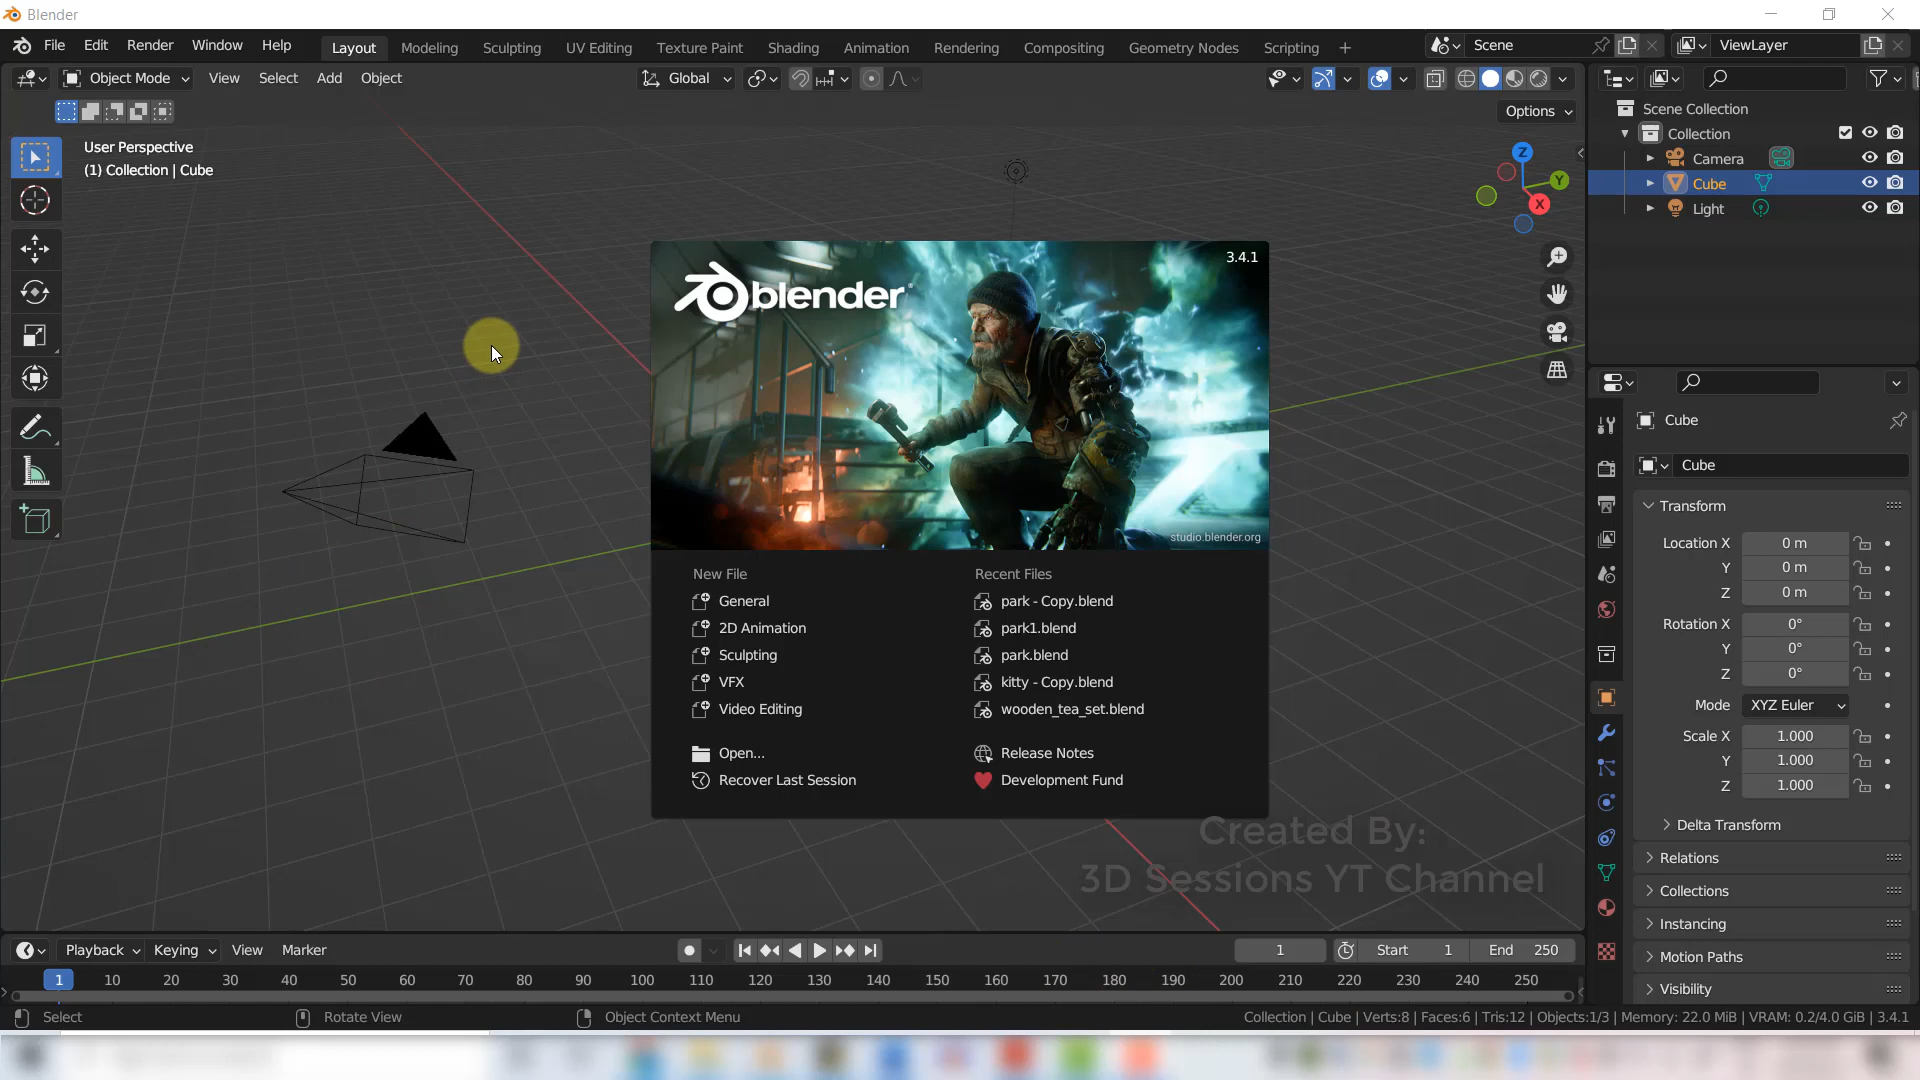 Blender
File Edit Render Window Help Layout Modeling Sculpting UV Editing Texture Paint Shading Animation Rendering Compositing Geometry Nodes Scripting + Scene ViewLayer
Object Mode View Select Add Object Global
Options
User Perspective
(1) Collection | Cube
Z
Y
X
Scene Collection
Collection
Camera
Cube
Light
3.4.1
blender
studio.blender.org
New File
General
2D Animation
Sculpting
VFX
Video Editing
Open...
Recover Last Session
Recent Files
park - Copy.blend
park1.blend
park.blend
kitty - Copy.blend
wooden_tea_set.blend
Release Notes
Development Fund
Created By:
3D Sessions YT Channel
Cube
Cube
Transform
Location X 0 m
Y 0 m
Z 0 m
Rotation X 0°
Y 0°
Z 0°
Mode XYZ Euler
Scale X 1.000
Y 1.000
Z 1.000
Delta Transform
Relations
Collections
Instancing
Motion Paths
Visibility
Playback Keying View Marker 1 Start 1 End 250
1 10 20 30 40 50 60 70 80 90 100 110 120 130 140 150 160 170 180 190 200 210 220 230 240 250
Select Rotate View Object Context Menu Collection | Cube | Verts:8 | Faces:6 | Tris:12 | Objects:1/3 | Memory: 22.0 MiB | VRAM: 0.2/4.0 GiB | 3.4.1